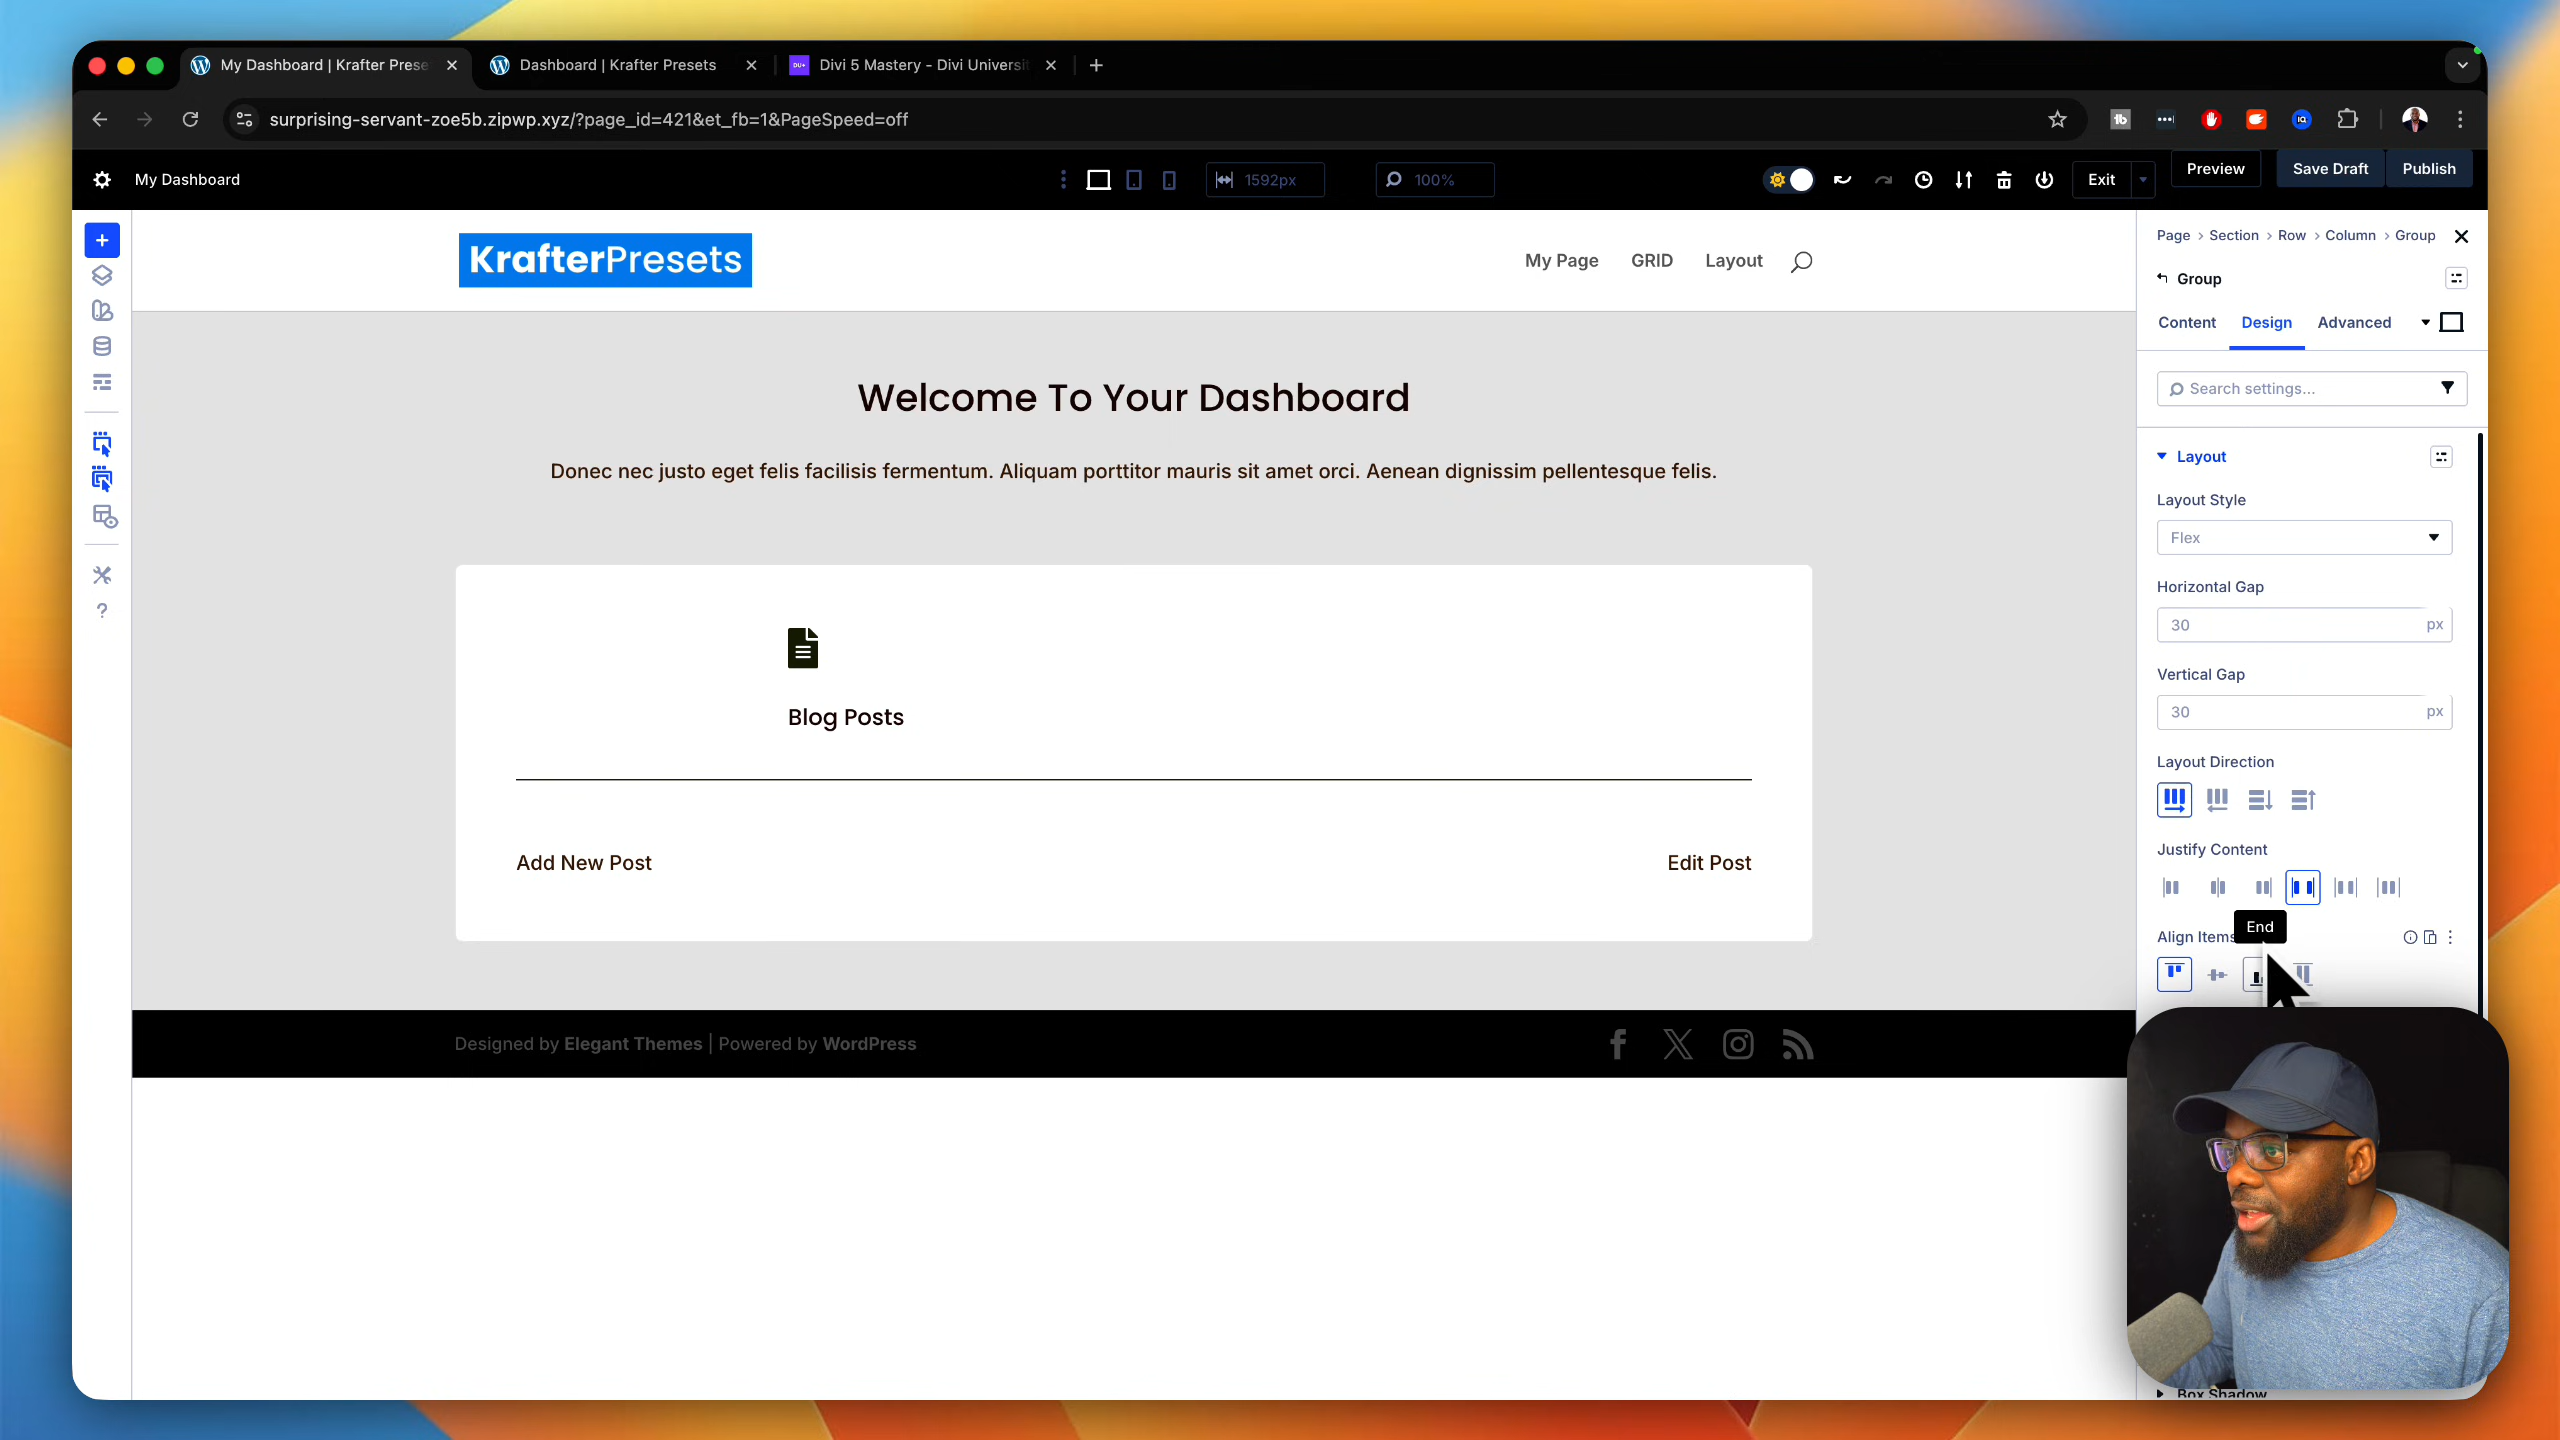 My Dashboard | Krafter Prese
Dashboard | Krafter Presets
DU+
Divi 5 Mastery - Divi Universit
surprising-servant-zoe5b.zipwp.xyz/?page_id=421&et_fb=1&PageSpeed=off
My Dashboard
1592px
100%
Exit
Preview
Save Draft
Publish
KrafterPresets
My Page
GRID
Layout
Page > Section > Row > Column > Group
Group
Content
Design
Advanced
Search settings...
Welcome To Your Dashboard
Donec nec justo eget felis facilisis fermentum. Aliquam porttitor mauris sit amet orci. Aenean dignissim pellentesque felis.
Blog Posts
Add New Post
Edit Post
Layout
Layout Style
Flex
Horizontal Gap
30
px
Vertical Gap
30
px
Layout Direction
Justify Content
End
Align Items
Designed by Elegant Themes | Powered by WordPress
Box Shadow